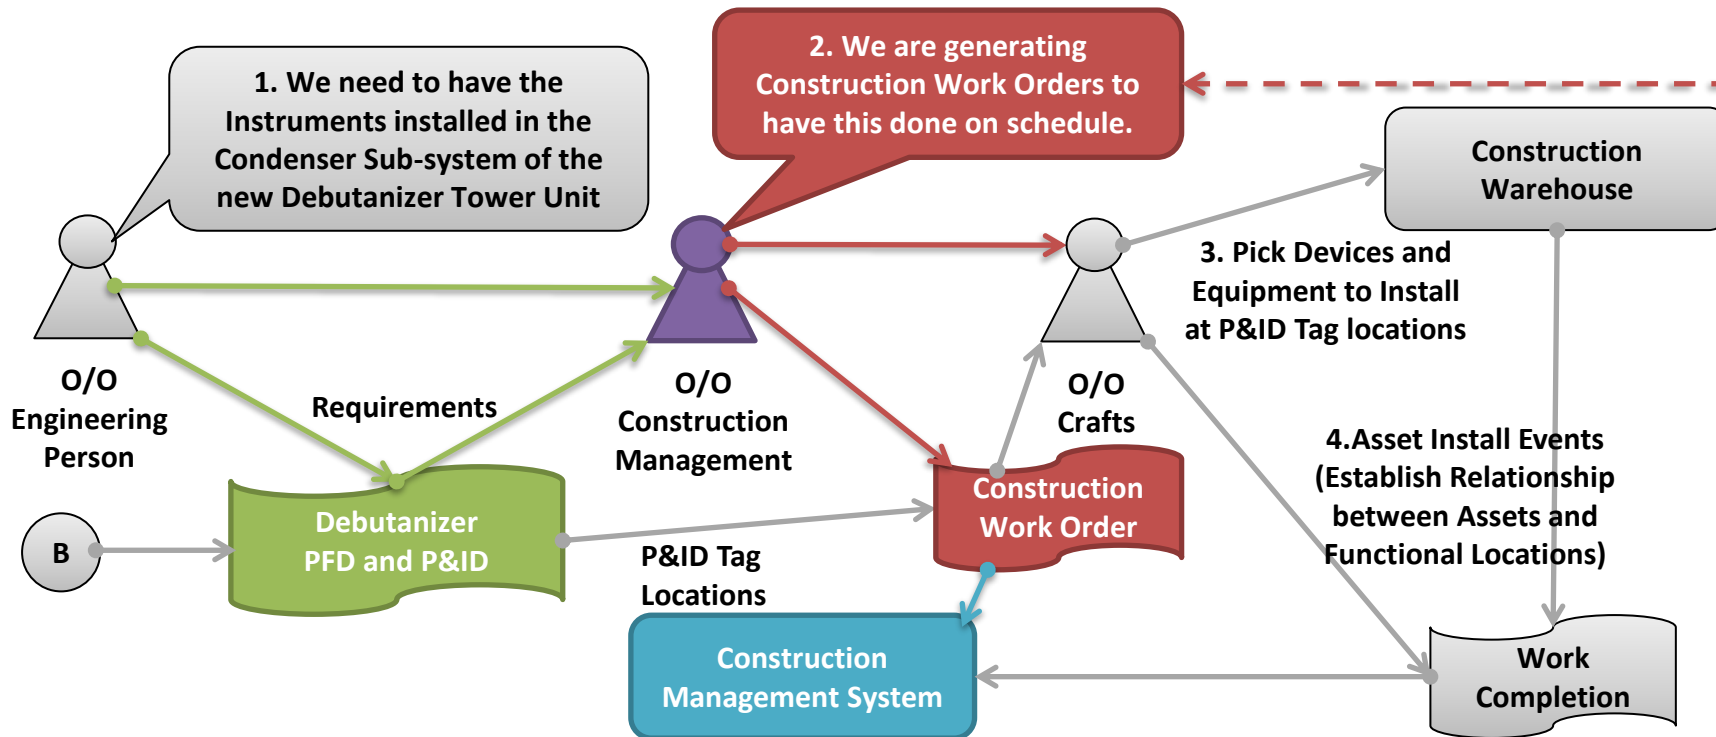 1. We need to have the
Instruments installed in the
Condenser Sub-system of the
new Debutanizer Tower Unit
2. We are generating
Construction Work Orders to
have this done on schedule.
Construction
Warehouse
3. Pick Devices and
Equipment to Install
at P&ID Tag locations
O/O
Engineering
Person
Requirements
O/O
Construction
Management
O/O
Crafts
4.Asset Install Events
(Establish Relationship
between Assets and
Functional Locations)
B
Debutanizer
PFD and P&ID
P&ID Tag
Locations
Construction
Work Order
Construction
Management System
Work
Completion